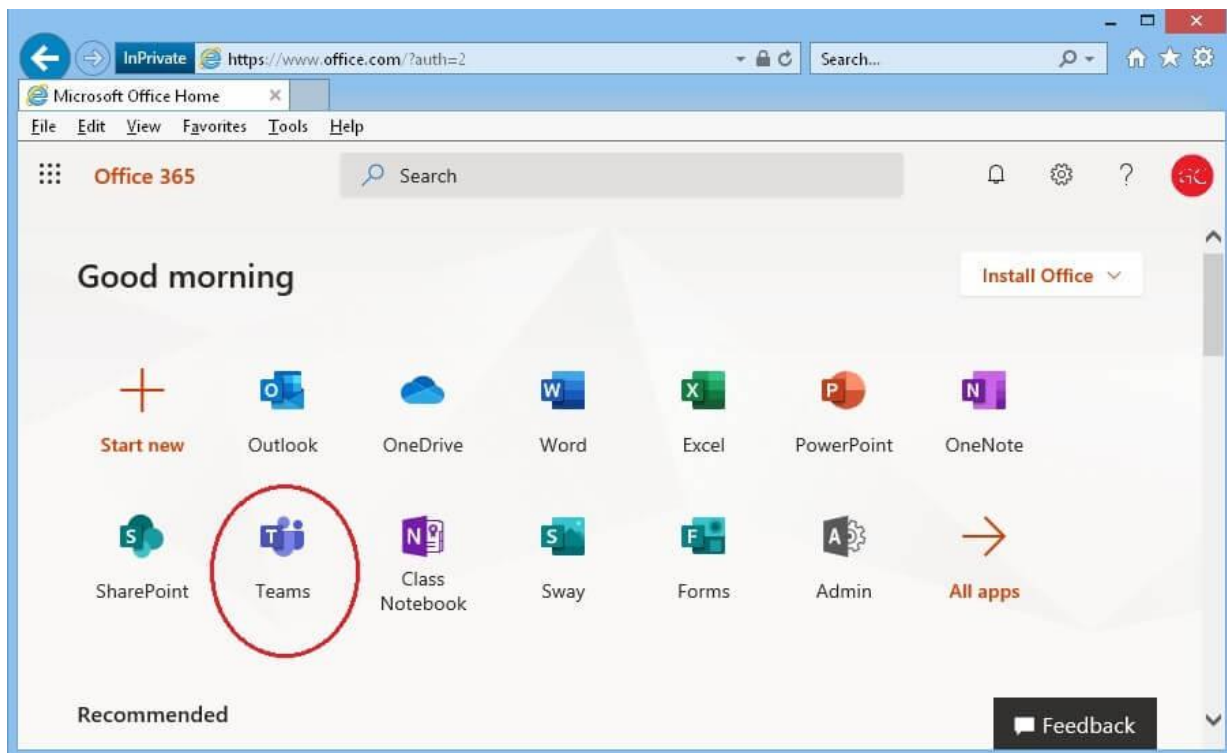 InPrivate https://www.office.com/?auth=2 Search...
Microsoft Office Home
File Edit View Favorites Tools Help
Office 365 Search ? GC
Good morning Install Office
O W X P N
Start new Outlook OneDrive Word Excel PowerPoint OneNote
S T N S F A
SharePoint Teams Class Notebook Sway Forms Admin All apps
Recommended
Feedback